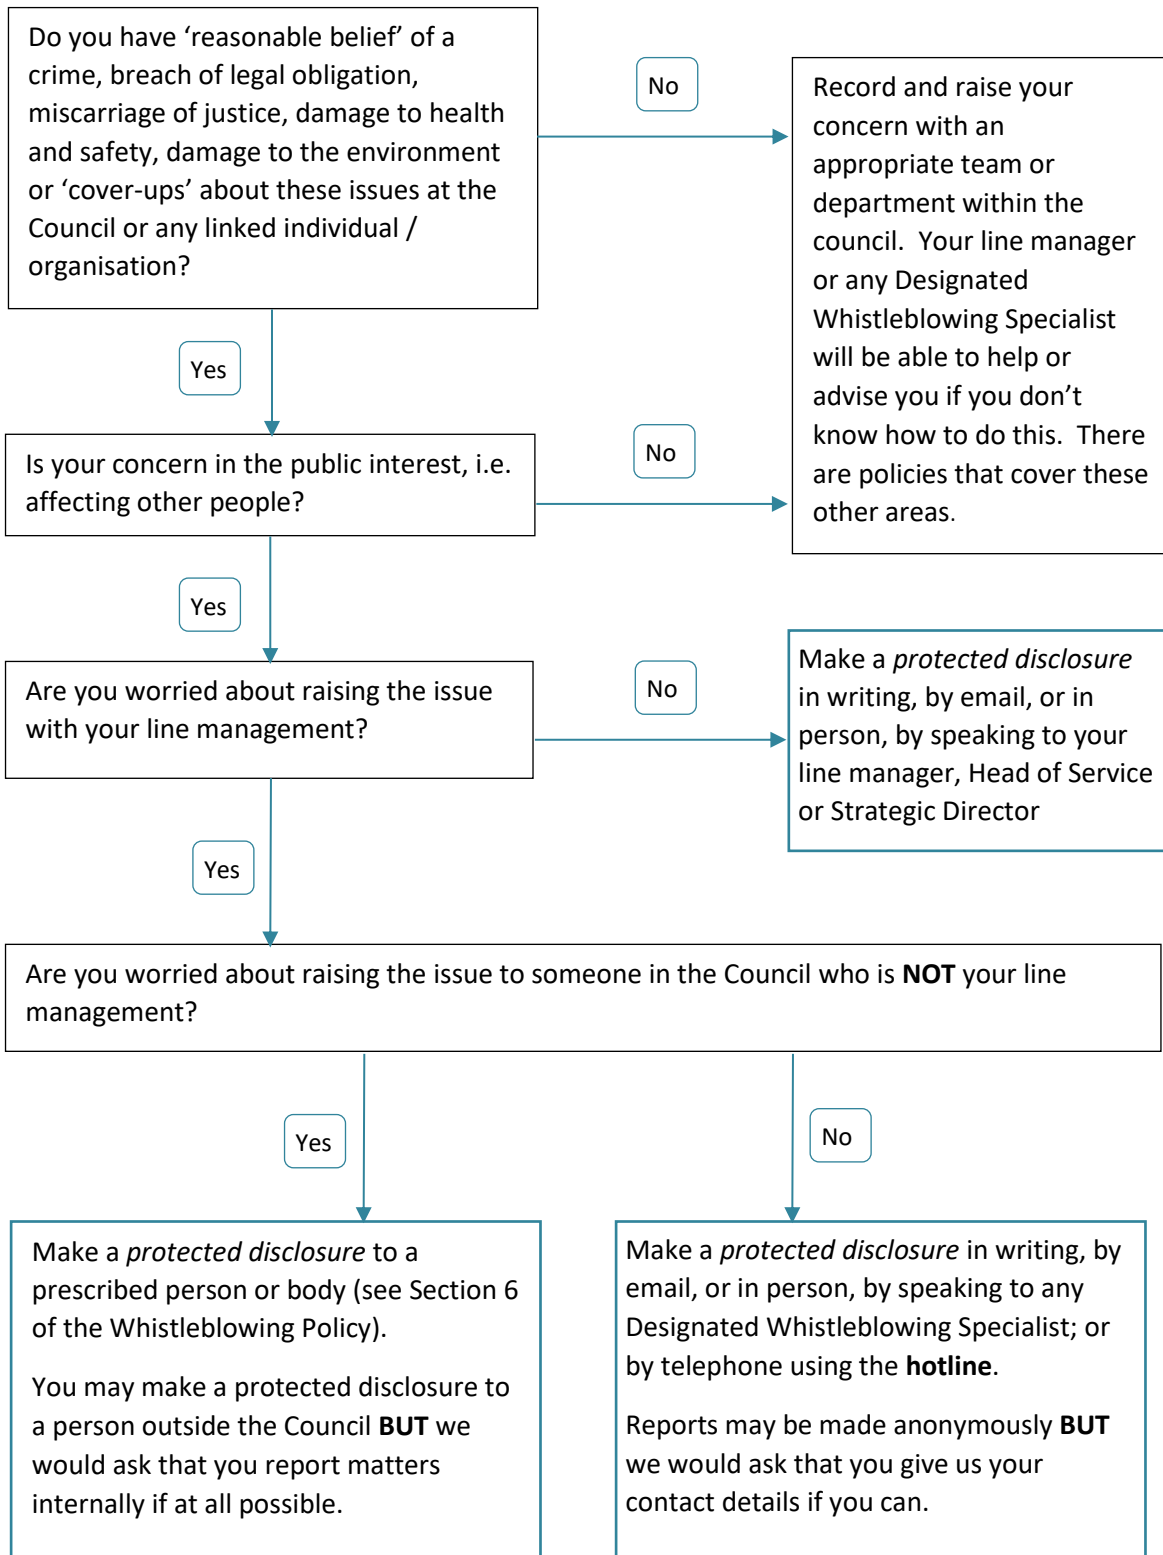 Do you have ‘reasonable belief’ of a
crime, breach of legal obligation,
miscarriage of justice, damage to health
and safety, damage to the environment
or ‘cover-ups’ about these issues at the
Council or any linked individual /
organisation?
No
Record and raise your
concern with an
appropriate team or
department within the
council.  Your line manager
or any Designated
Whistleblowing Specialist
will be able to help or
advise you if you don’t
know how to do this.  There
are policies that cover these
other areas.
Yes
Is your concern in the public interest, i.e.
affecting other people?
No
Yes
Are you worried about raising the issue
with your line management?
No
Make a protected disclosure
in writing, by email, or in
person, by speaking to your
line manager, Head of Service
or Strategic Director
Yes
Are you worried about raising the issue to someone in the Council who is NOT your line
management?
Yes
No
Make a protected disclosure to a
prescribed person or body (see Section 6
of the Whistleblowing Policy).
You may make a protected disclosure to
a person outside the Council BUT we
would ask that you report matters
internally if at all possible.
Make a protected disclosure in writing, by
email, or in person, by speaking to any
Designated Whistleblowing Specialist; or
by telephone using the hotline.
Reports may be made anonymously BUT
we would ask that you give us your
contact details if you can.